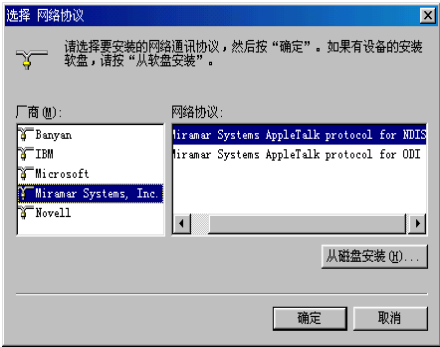 选择 网络协议
请选择要安装的网络通讯协议，然后按“确定”。如果有设备的安装
软盘，请按“从软盘安装”。
厂商(M):
Banyan
IBM
Microsoft
Miramar Systems, Inc.
Novell
网络协议:
Miramar Systems AppleTalk protocol for NDIS
Miramar Systems AppleTalk protocol for ODI
从磁盘安装(H)...
确定
取消